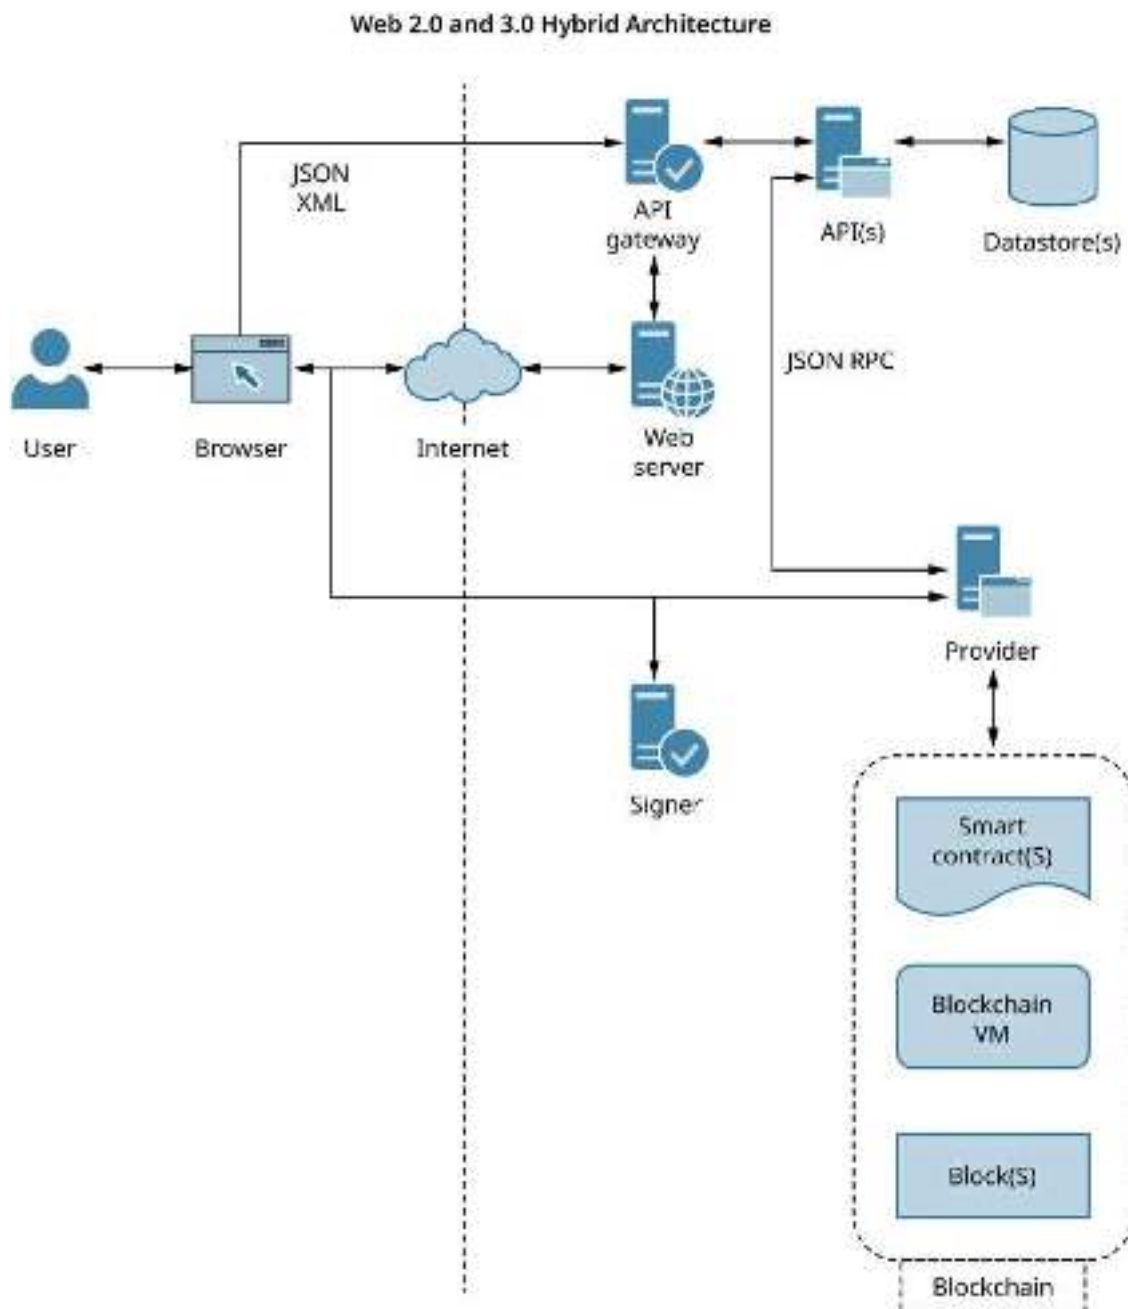 Web 2.0 and 3.0 Hybrid Architecture
JSON
XML
API
gateway
API(s)
Datastore(s)
JSON RPC
User
Browser
Internet
Web
server
Provider
Signer
Smart
contract(S)
Blockchain
VM
Block(S)
Blockchain